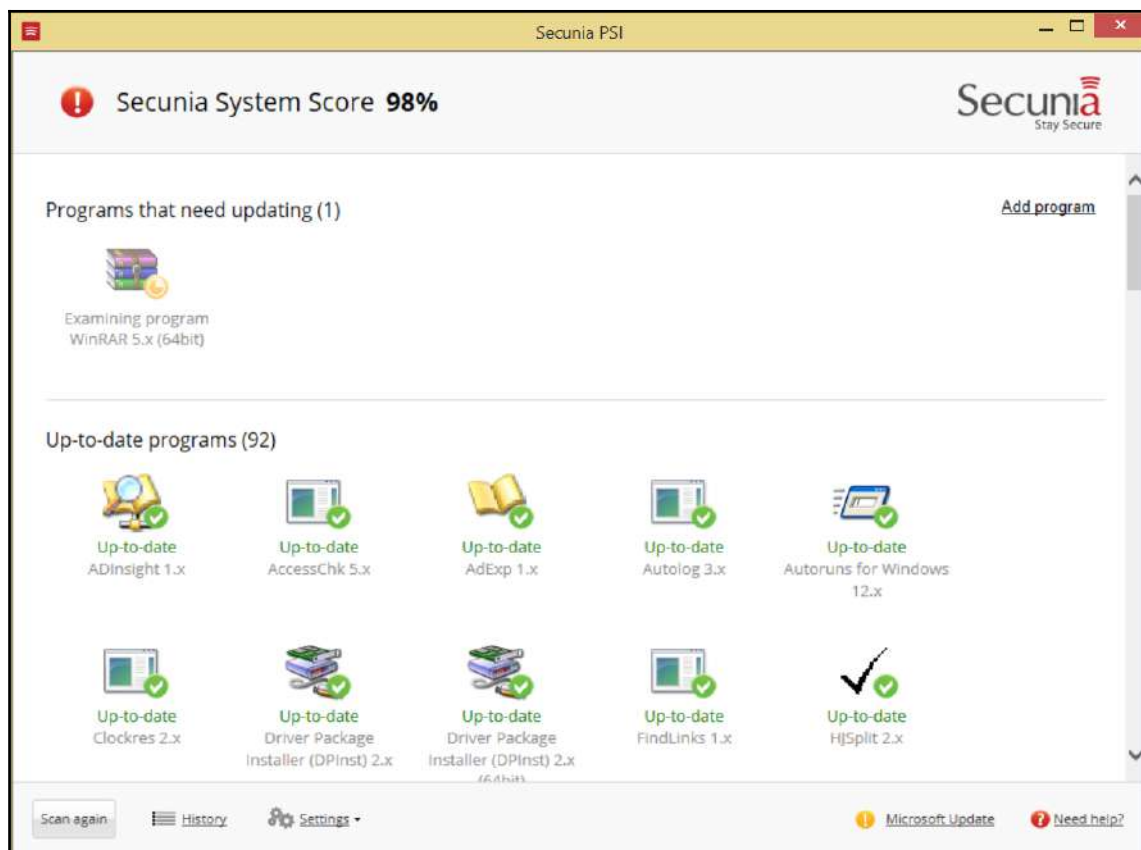 Secunia PSI
Secunia System Score 98%
Secunia
Stay Secure
Programs that need updating (1)
Add program
Examining program
WinRAR 5.x (64bit)
Up-to-date programs (92)
Up-to-date
ADInsight 1.x
Up-to-date
AccessChk 5.x
Up-to-date
AdExp 1.x
Up-to-date
Autolog 3.x
Up-to-date
Autoruns for Windows
12.x
Up-to-date
Clockres 2.x
Up-to-date
Driver Package
Installer (DPInst) 2.x
Up-to-date
Driver Package
Installer (DPInst) 2.x
(64bit)
Up-to-date
FindLinks 1.x
Up-to-date
HJSplit 2.x
Scan again
History
Settings
Microsoft Update
Need help?